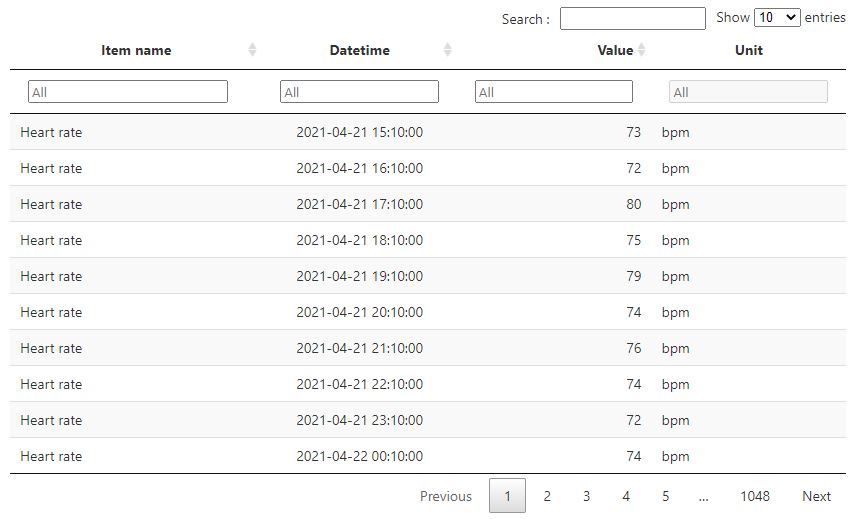 Search : Show 10 entries
Item name Datetime Value Unit
All All All All
Heart rate 2021-04-21 15:10:00 73 bpm
Heart rate 2021-04-21 16:10:00 72 bpm
Heart rate 2021-04-21 17:10:00 80 bpm
Heart rate 2021-04-21 18:10:00 75 bpm
Heart rate 2021-04-21 19:10:00 79 bpm
Heart rate 2021-04-21 20:10:00 74 bpm
Heart rate 2021-04-21 21:10:00 76 bpm
Heart rate 2021-04-21 22:10:00 74 bpm
Heart rate 2021-04-21 23:10:00 72 bpm
Heart rate 2021-04-22 00:10:00 74 bpm
Previous 1 2 3 4 5 ... 1048 Next